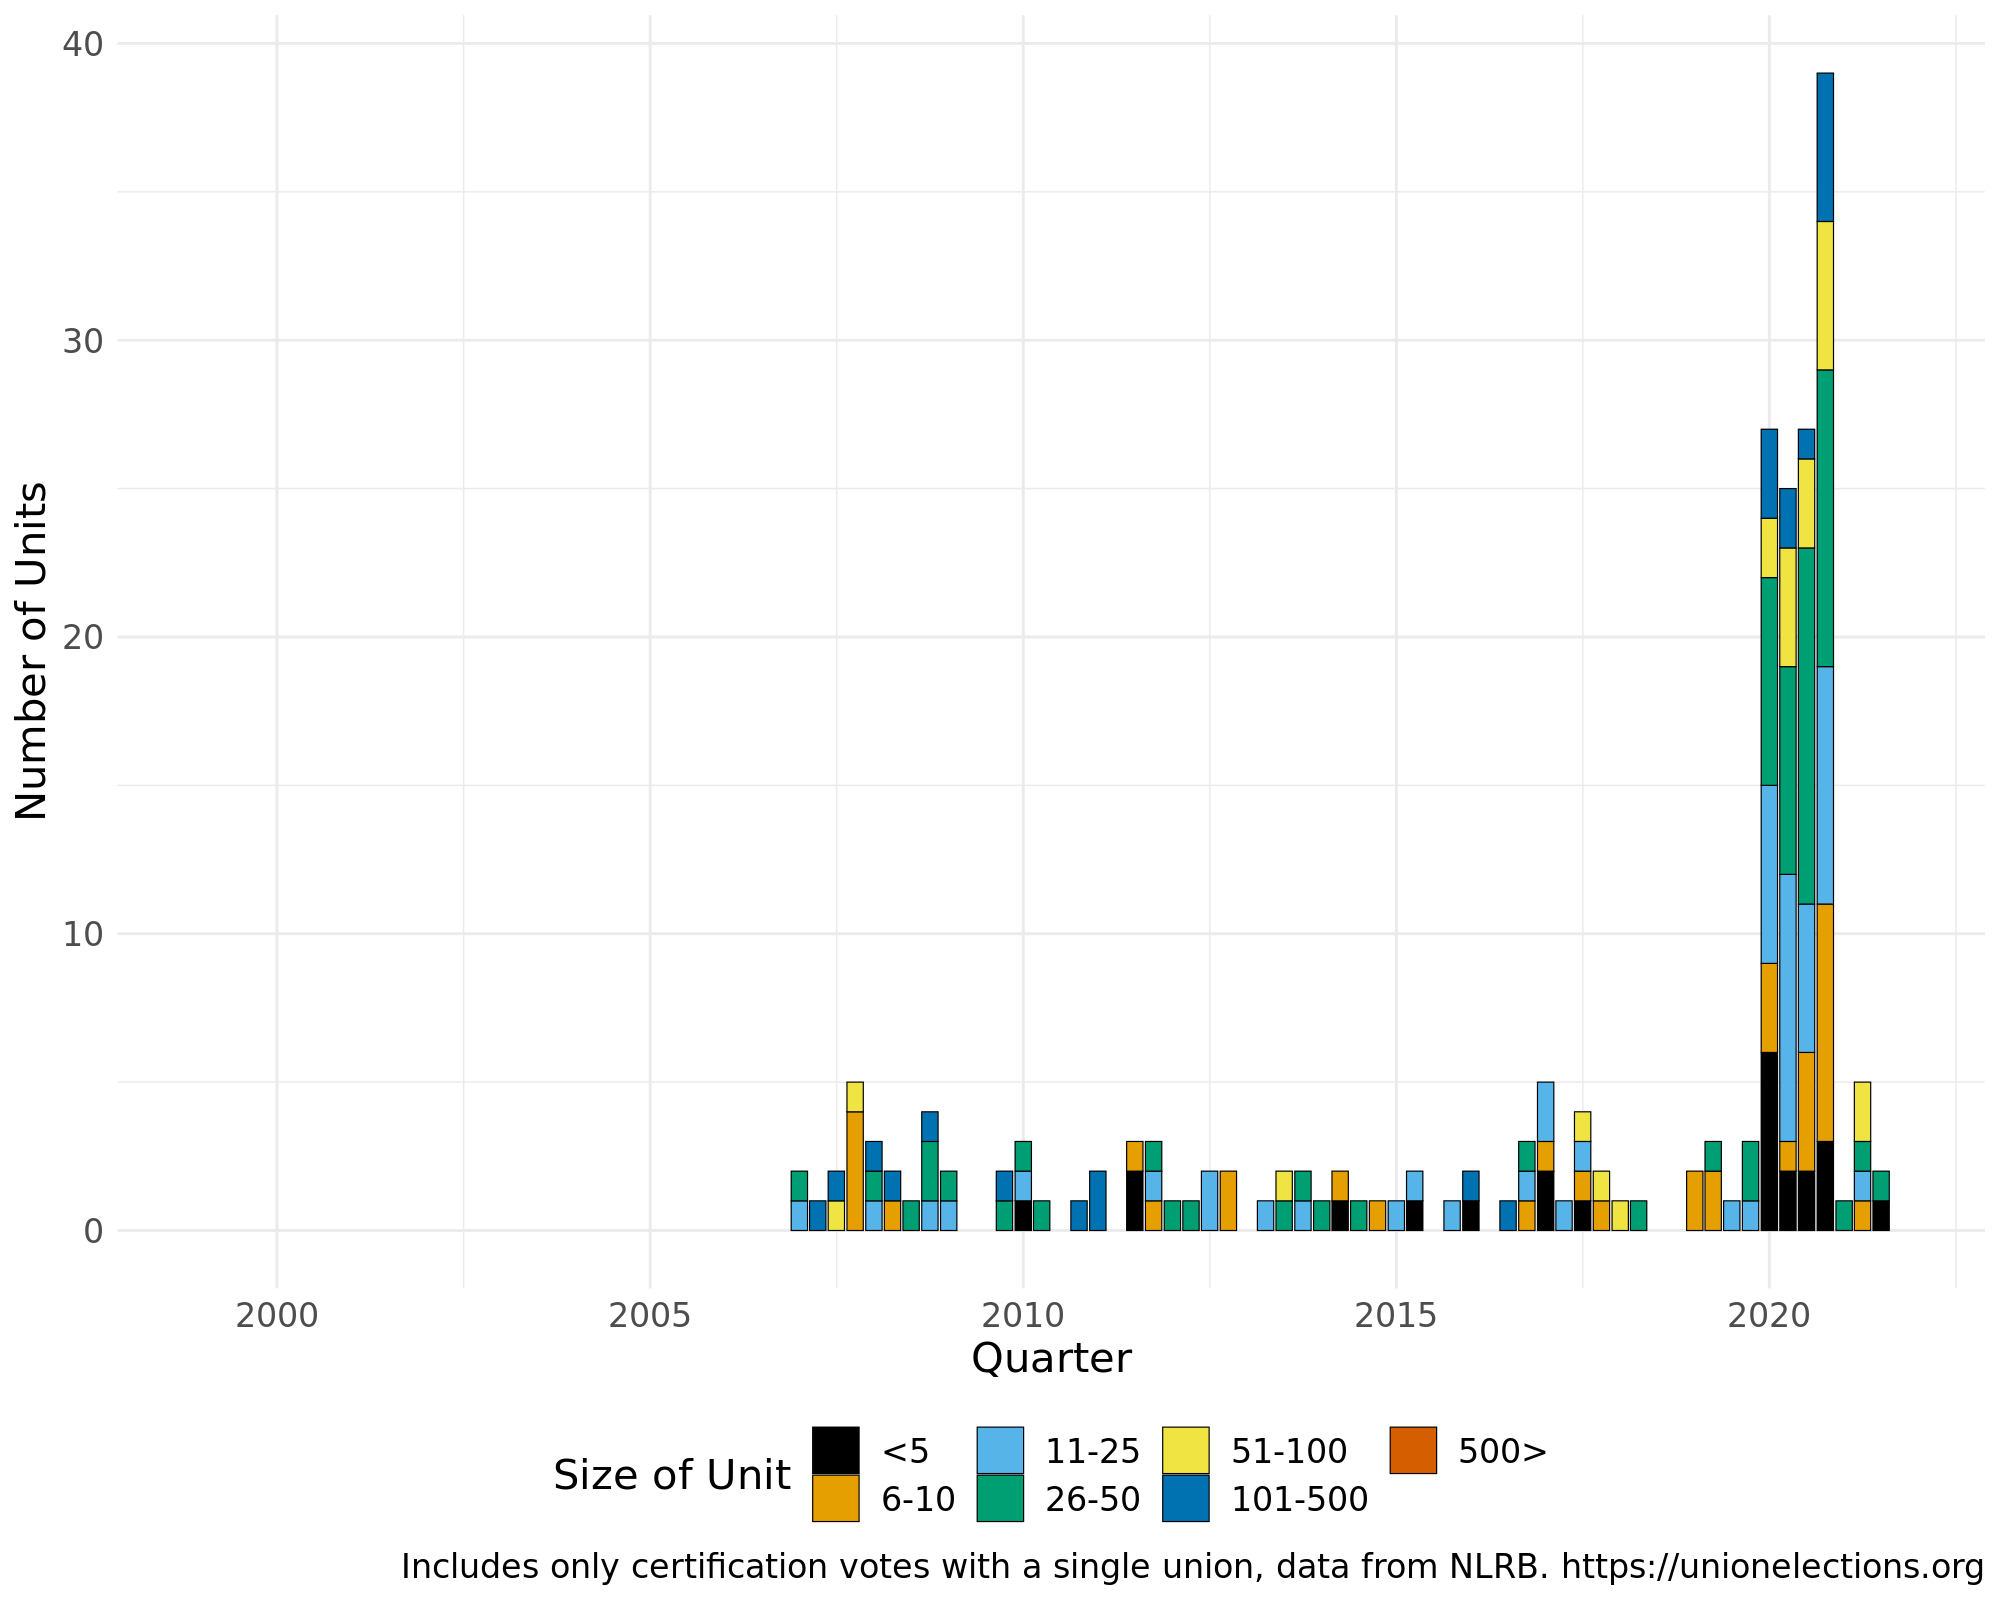 40
30
20
10
0
Number of Units
2000 2005 2010 2015 2020
Quarter
Size of Unit
<5 11-25 51-100 500>
6-10 26-50 101-500
Includes only certification votes with a single union, data from NLRB. https://unionelections.org